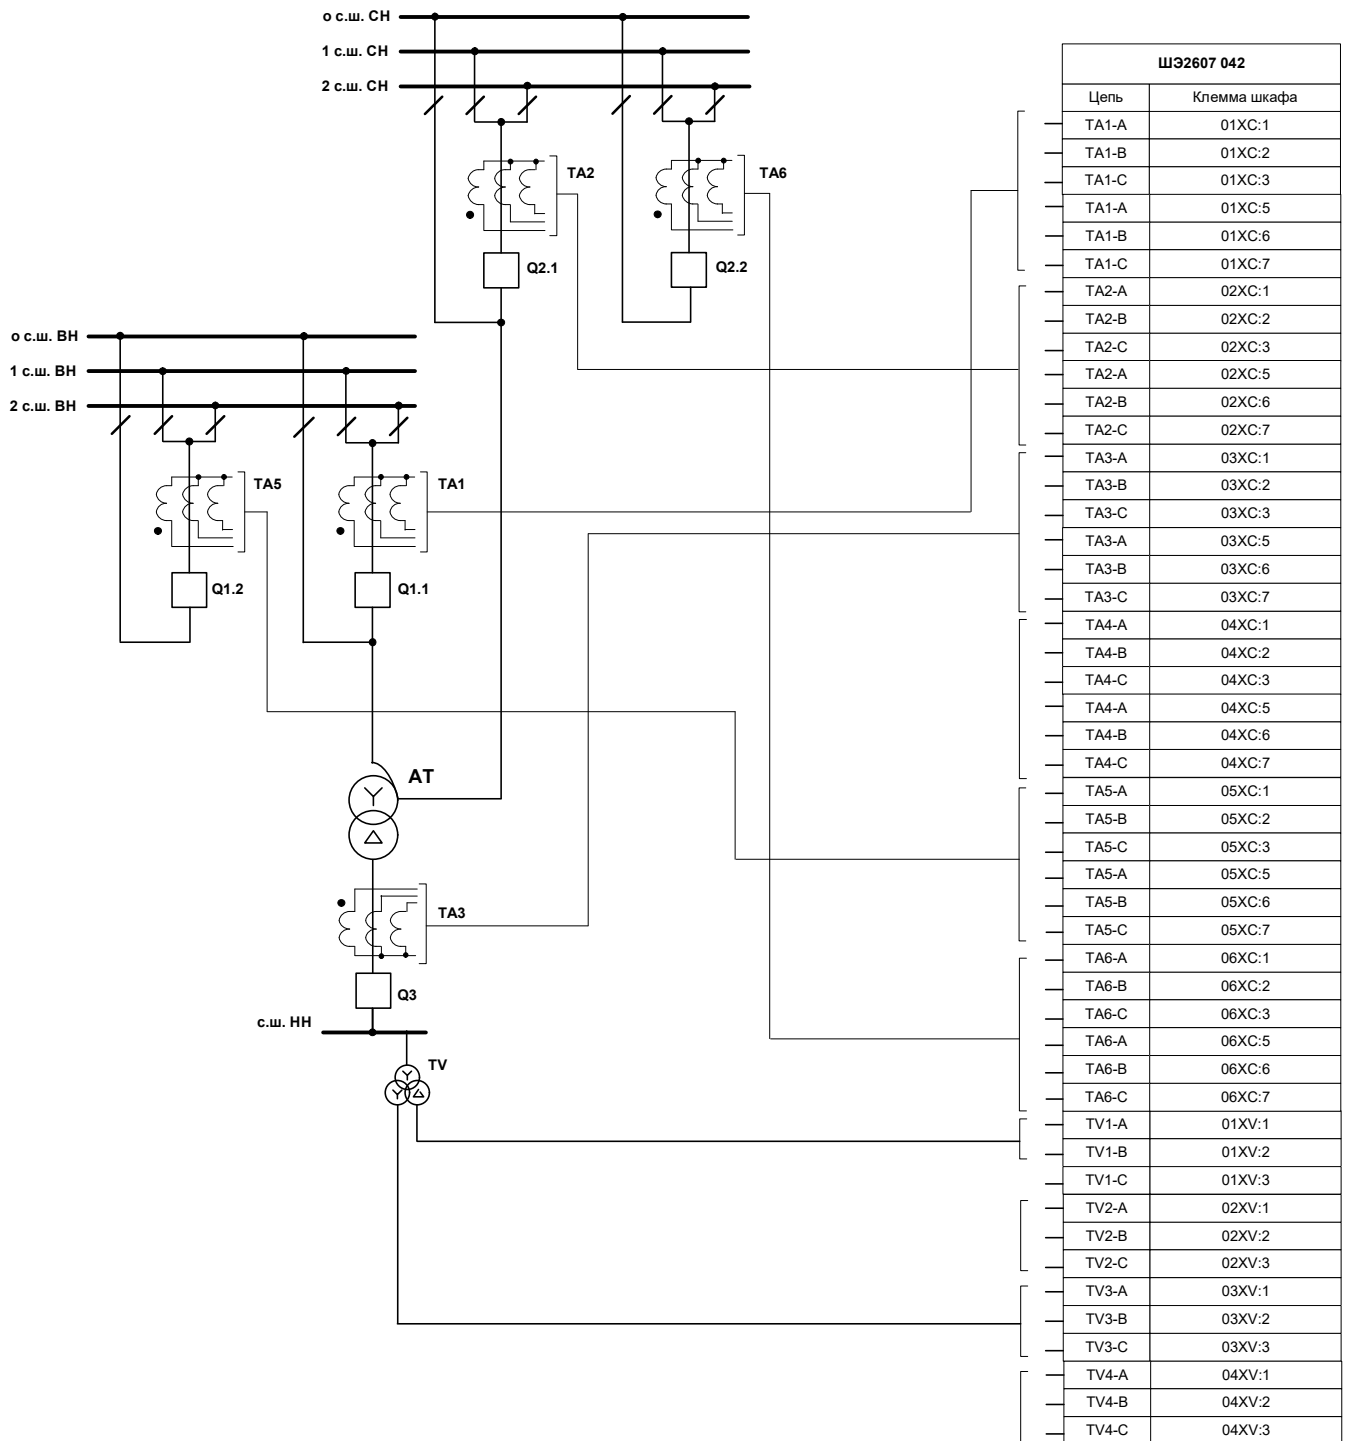 о с.ш. СН
1 с.ш. СН
2 с.ш. СН
TA2
TA6
Q2.1
Q2.2
о с.ш. ВН
1 с.ш. ВН
2 с.ш. ВН
TA5
TA1
Q1.2
Q1.1
АТ
TA3
Q3
с.ш. НН
TV
ШЭ2607 042
Цепь Клемма шкафа
TA1-A 01XC:1
TA1-B 01XC:2
TA1-C 01XC:3
TA1-A 01XC:5
TA1-B 01XC:6
TA1-C 01XC:7
TA2-A 02XC:1
TA2-B 02XC:2
TA2-C 02XC:3
TA2-A 02XC:5
TA2-B 02XC:6
TA2-C 02XC:7
TA3-A 03XC:1
TA3-B 03XC:2
TA3-C 03XC:3
TA3-A 03XC:5
TA3-B 03XC:6
TA3-C 03XC:7
TA4-A 04XC:1
TA4-B 04XC:2
TA4-C 04XC:3
TA4-A 04XC:5
TA4-B 04XC:6
TA4-C 04XC:7
TA5-A 05XC:1
TA5-B 05XC:2
TA5-C 05XC:3
TA5-A 05XC:5
TA5-B 05XC:6
TA5-C 05XC:7
TA6-A 06XC:1
TA6-B 06XC:2
TA6-C 06XC:3
TA6-A 06XC:5
TA6-B 06XC:6
TA6-C 06XC:7
TV1-A 01XV:1
TV1-B 01XV:2
TV1-C 01XV:3
TV2-A 02XV:1
TV2-B 02XV:2
TV2-C 02XV:3
TV3-A 03XV:1
TV3-B 03XV:2
TV3-C 03XV:3
TV4-A 04XV:1
TV4-B 04XV:2
TV4-C 04XV:3